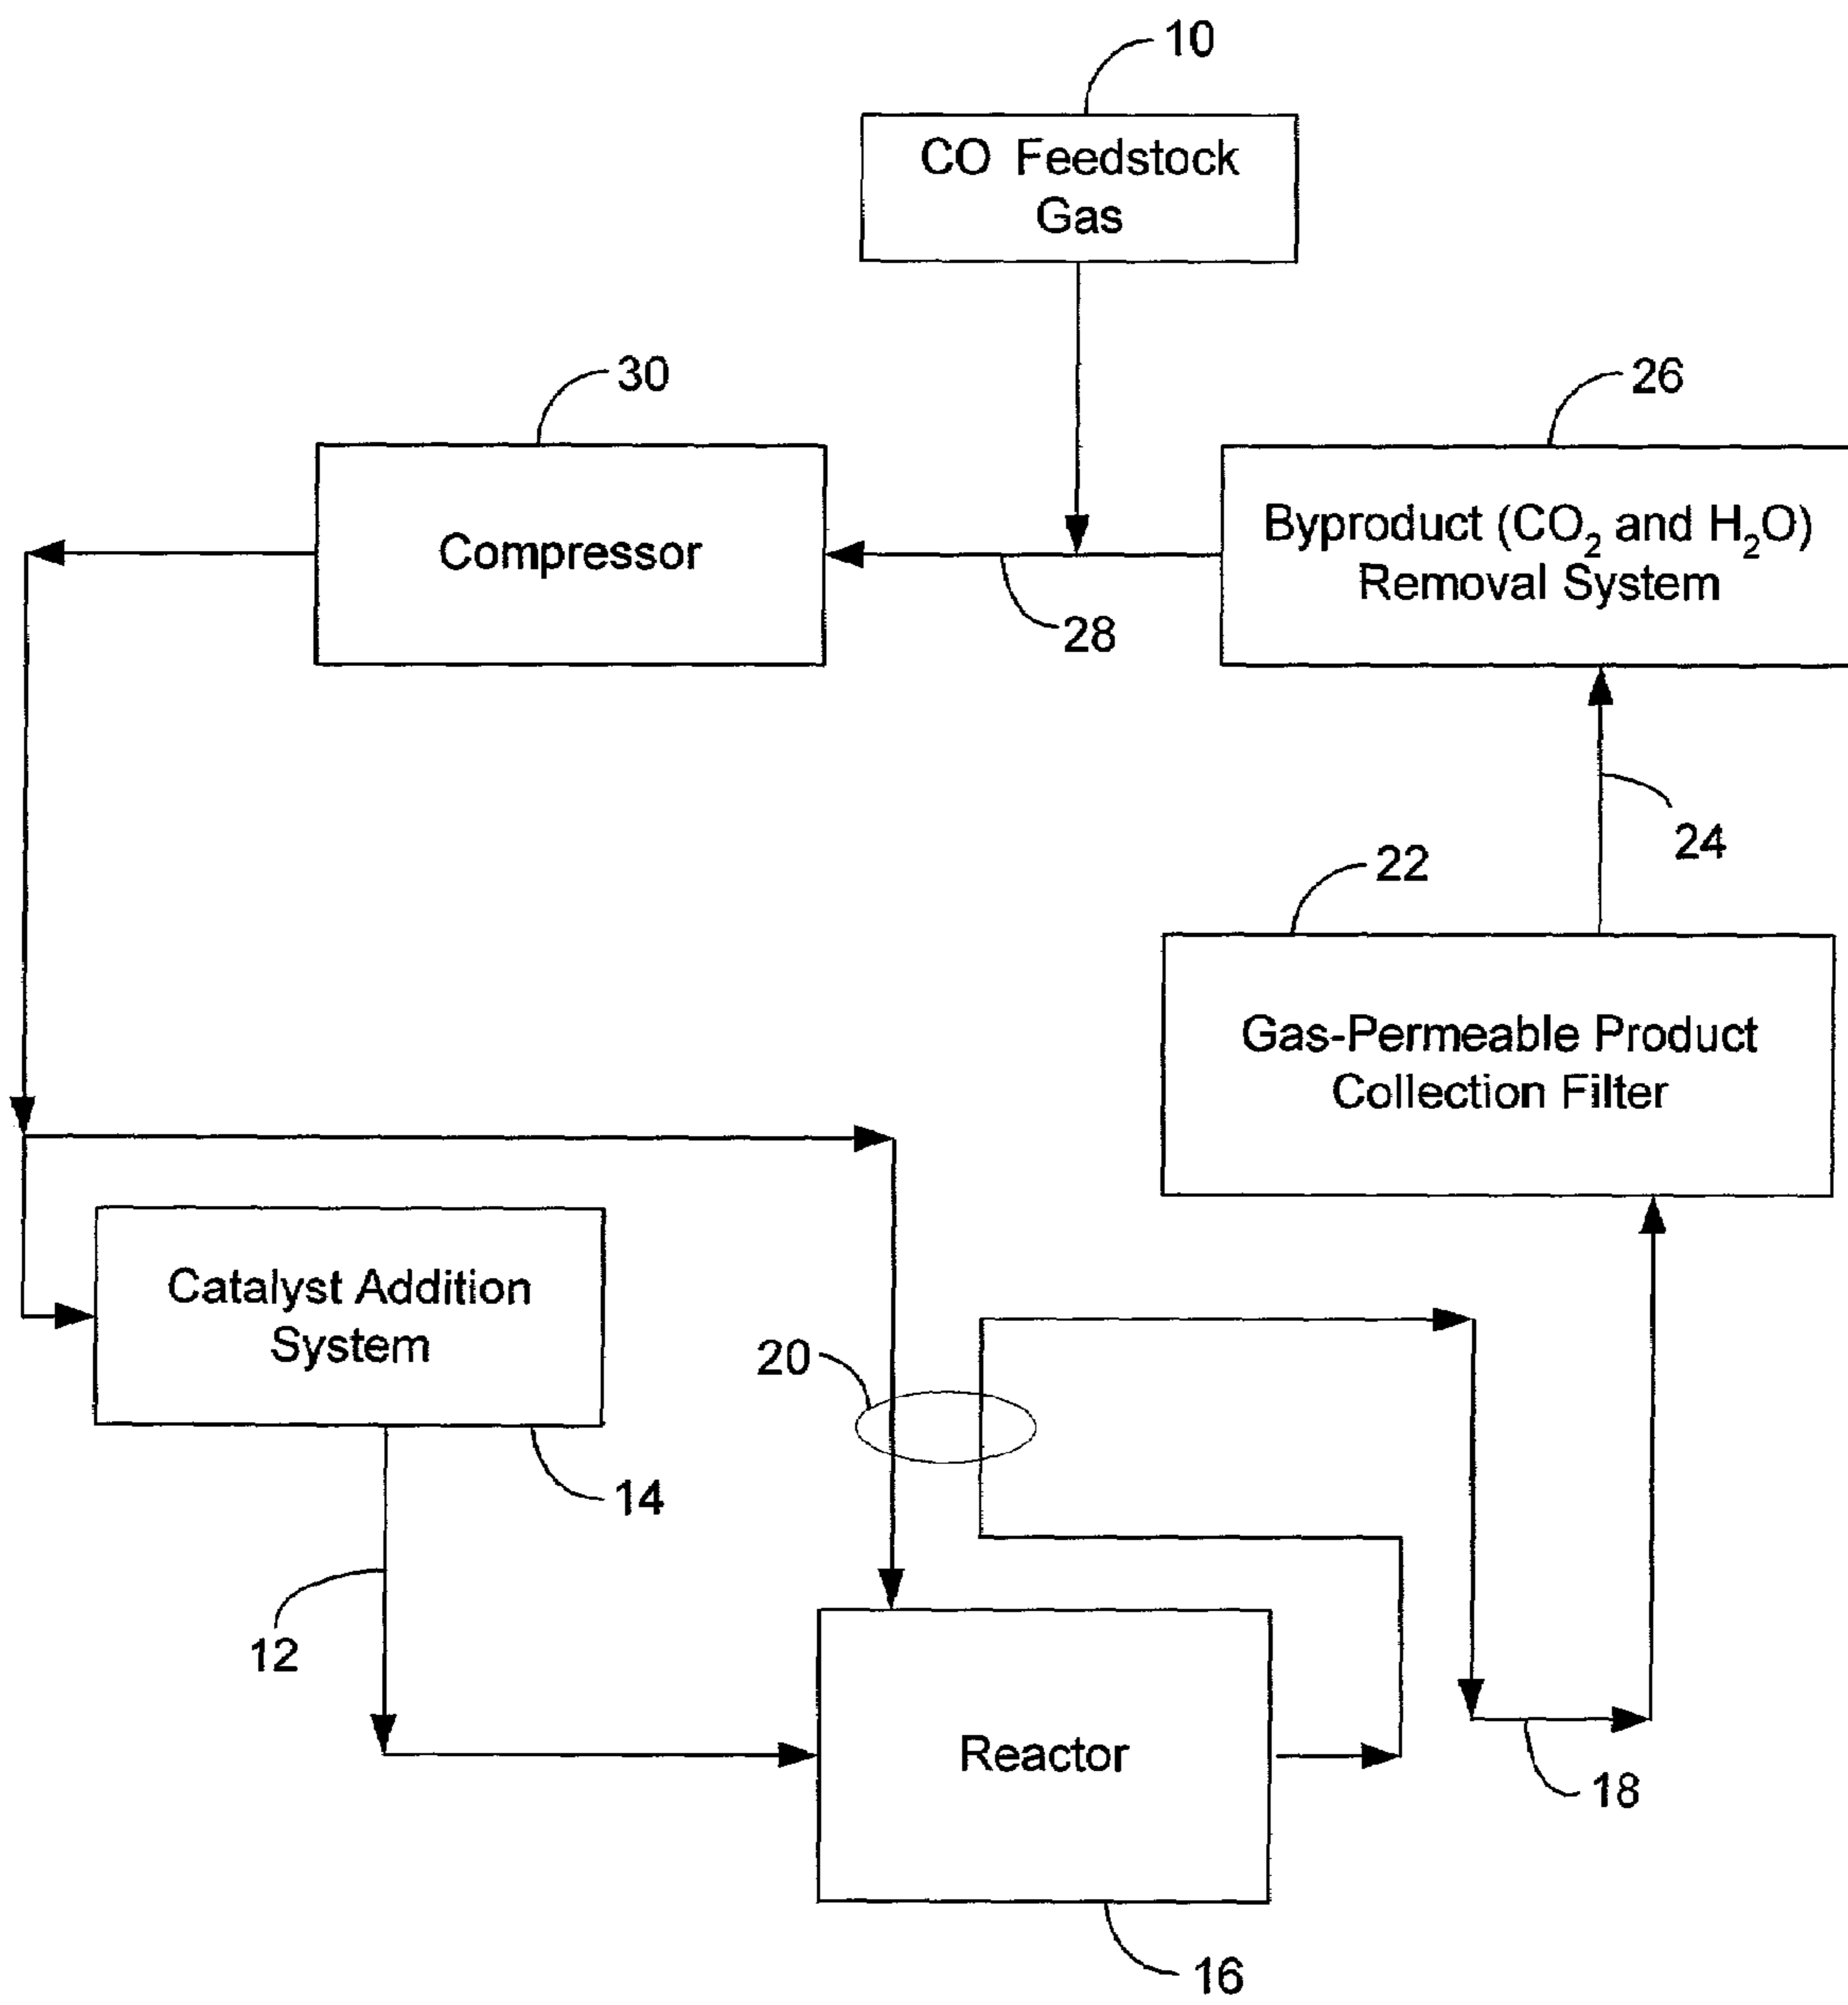 10
CO Feedstock
Gas
30
26
Compressor
Byproduct (CO₂ and H₂O)
Removal System
28
24
22
Gas-Permeable Product
Collection Filter
Catalyst Addition
System
20
14
12
Reactor
18
16